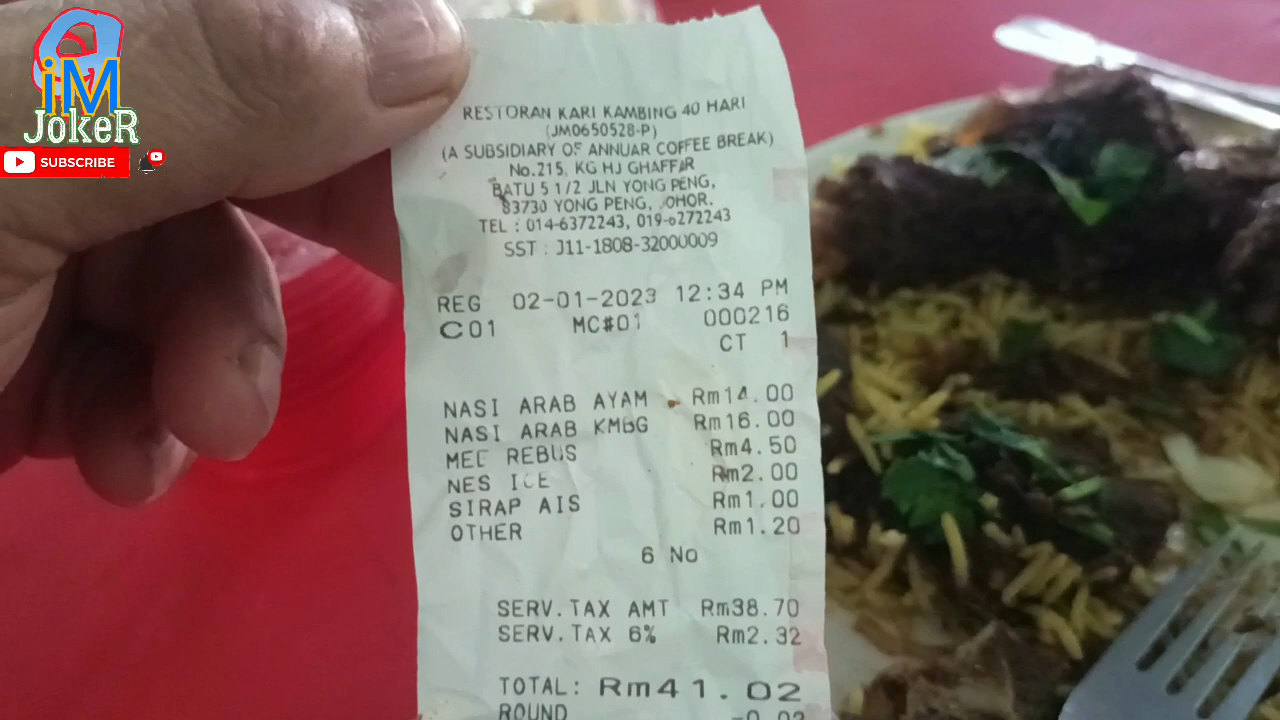 iM
JokeR
SUBSCRIBE
RESTORAN KARI KAMBING 40 HARI
(JM0650528-P)
(A SUBSIDIARY OF ANNUAR COFFEE BREAK)
No.215, KG HJ GHAFFAR
BATU 5 1/2 JLN YONG PENG,
83730 YONG PENG, JOHOR.
TEL : 014-6372243, 019-6272243
SST : J11-1808-32000009
REG 02-01-2023 12:34 PM
C01 MC#01 000216
CT 1
NASI ARAB AYAM Rm14.00
NASI ARAB KMBG Rm16.00
MEE REBUS Rm4.50
NES ICE Rm2.00
SIRAP AIS Rm1.00
OTHER Rm1.20
6 No
SERV.TAX AMT Rm38.70
SERV.TAX 6% Rm2.32
TOTAL: Rm41.02
ROUND -0.02